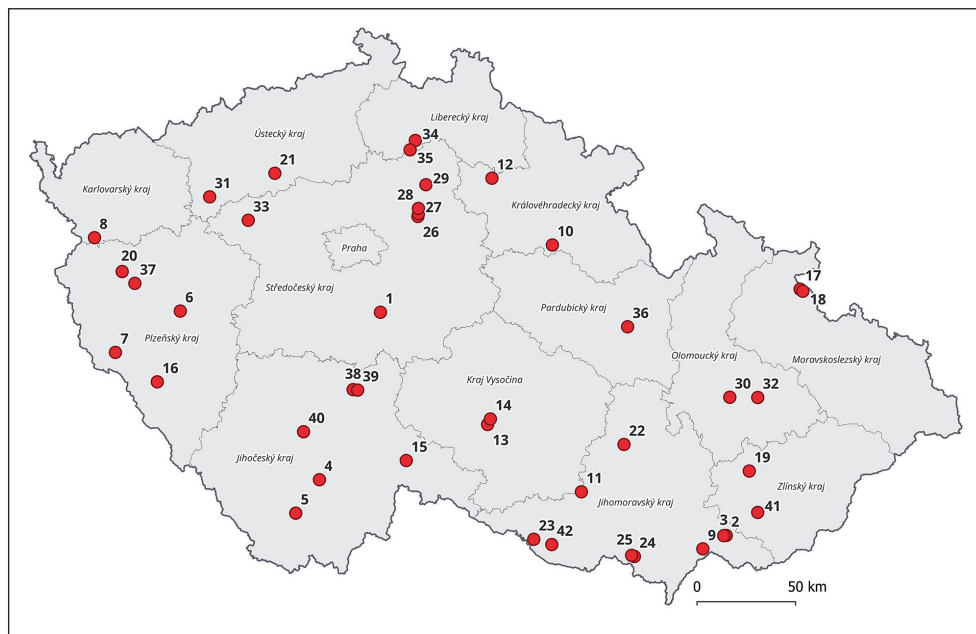 34
Liberecký kraj
Ústecký kraj
35
21
12
29
Karlovarský kraj
31
28
Královéhradecký kraj
33
27
26
8
10
Praha
20
37
17
Středočeský kraj
18
6
1
Pardubický kraj
36
Plzeňský kraj
7
Olomoucký kraj
Moravskoslezský kraj
16
38 39
Kraj Vysočina
30 32
14
40
13
22
15
Jihočeský kraj
19
4
Zlínský kraj
11
Jihomoravský kraj
5
41
23
3 2
42
25 24
9
0 50 km